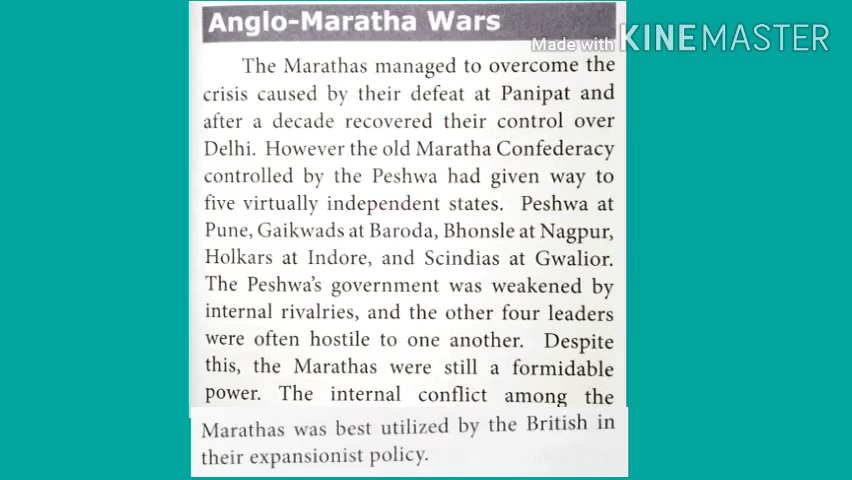 Anglo-Maratha Wars
Made with KINEMASTER
The Marathas managed to overcome the
crisis caused by their defeat at Panipat and
after a decade recovered their control over
Delhi. However the old Maratha Confederacy
controlled by the Peshwa had given way to
five virtually independent states. Peshwa at
Pune, Gaikwads at Baroda, Bhonsle at Nagpur,
Holkars at Indore, and Scindias at Gwalior.
The Peshwa's government was weakened by
internal rivalries, and the other four leaders
were often hostile to one another. Despite
this, the Marathas were still a formidable
power. The internal conflict among the
Marathas was best utilized by the British in
their expansionist policy.